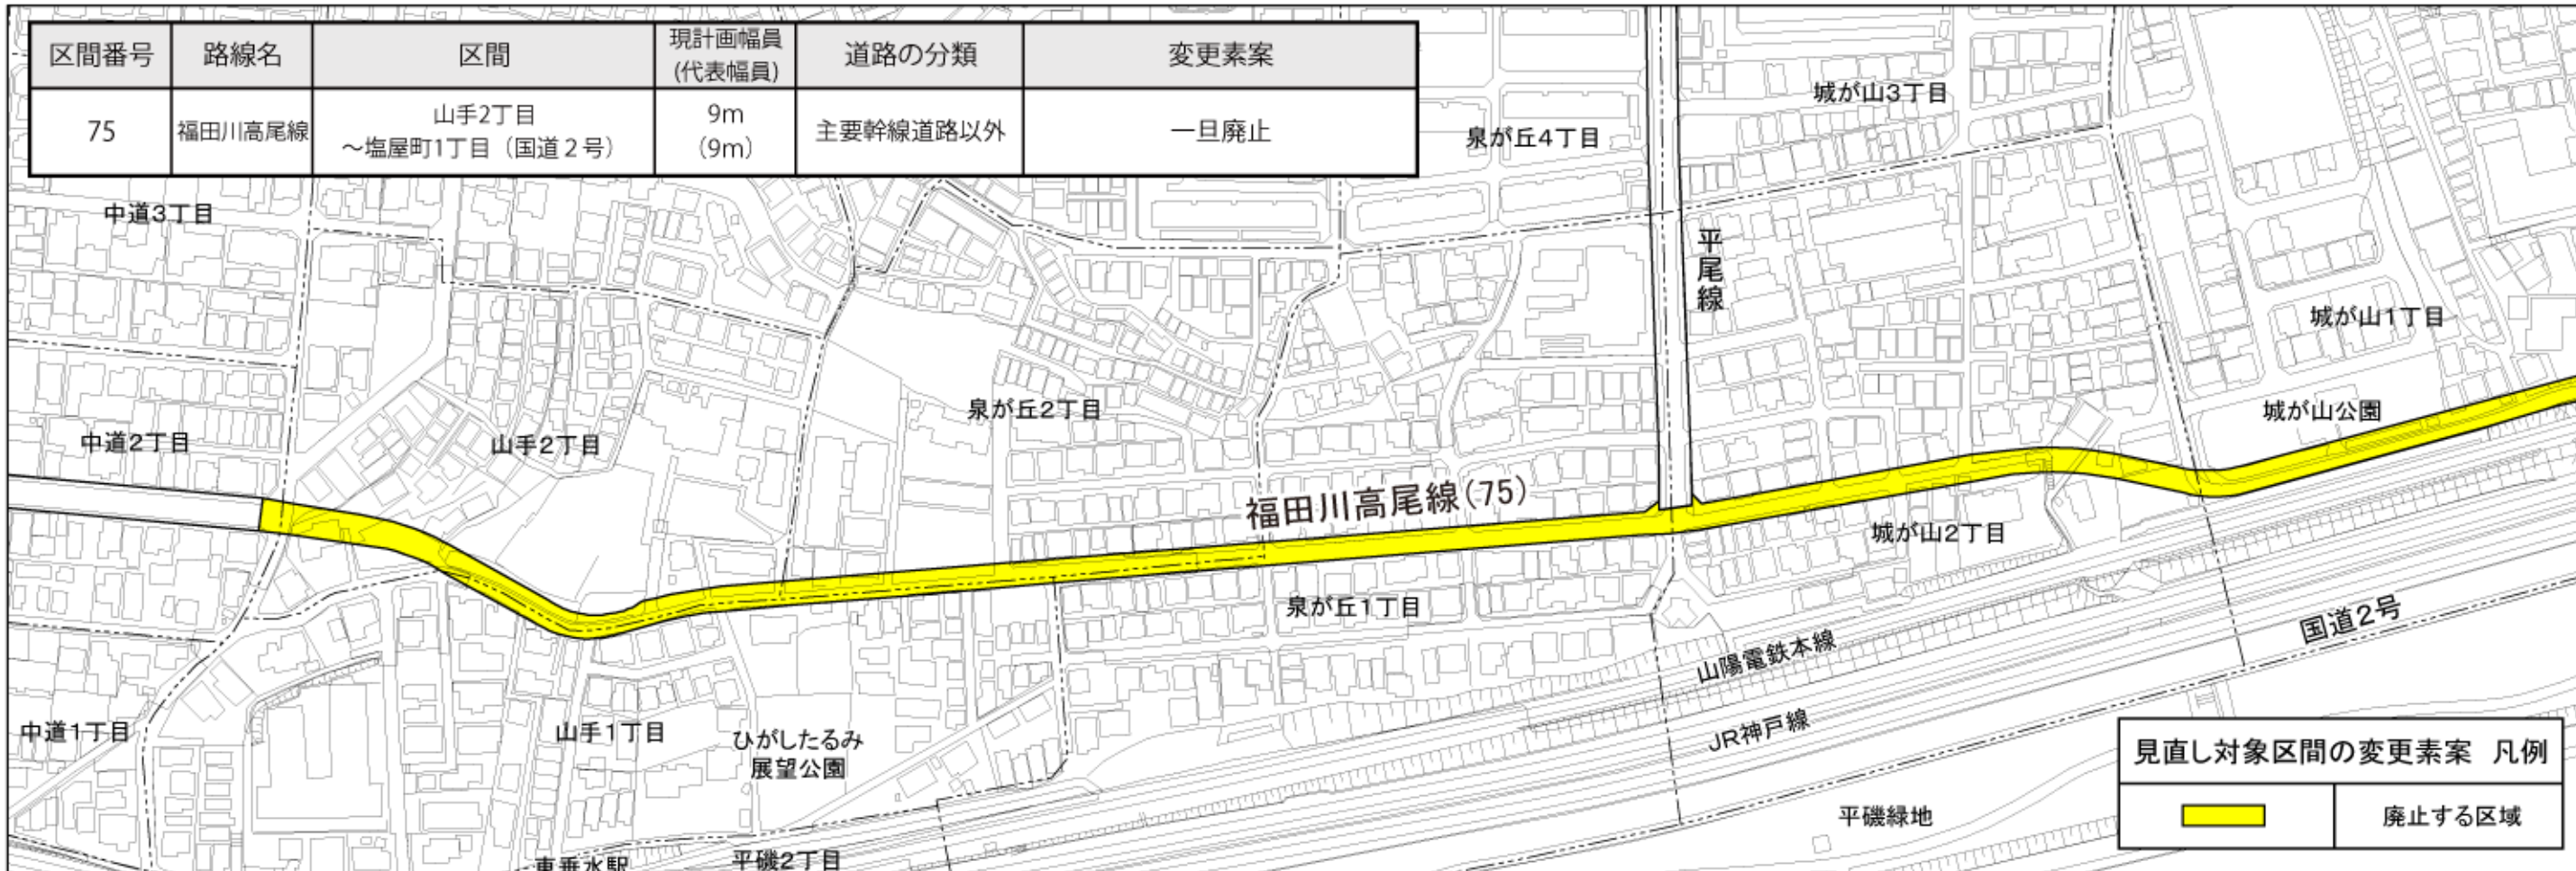 区間番号
路線名
区間
現計画幅員
(代表幅員)
道路の分類
変更素案
75
福田川高尾線
山手2丁目
～塩屋町1丁目（国道２号）
9m
（9m）
主要幹線道路以外
一旦廃止
城が山3丁目
泉が丘4丁目
中道3丁目
平尾線
城が山1丁目
泉が丘2丁目
城が山公園
中道2丁目
山手2丁目
福田川高尾線(75)
城が山2丁目
泉が丘1丁目
国道2号
山陽電鉄本線
中道1丁目
山手1丁目
ひがしたるみ
展望公園
JR神戸線
見直し対象区間の変更素案　凡例
廃止する区域
平磯緑地
東垂水駅
平磯2丁目